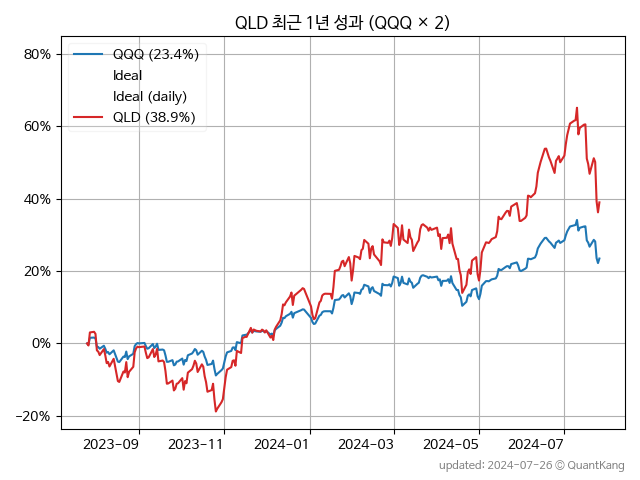 QLD 최근 1년 성과 (QQQ × 2)
80%
60%
40%
20%
0%
−20%
QQQ (23.4%)
Ideal
Ideal (daily)
QLD (38.9%)
2023−09
2023−11
2024−01
2024−03
2024−05
2024−07
updated: 2024-07-26 © QuantKang